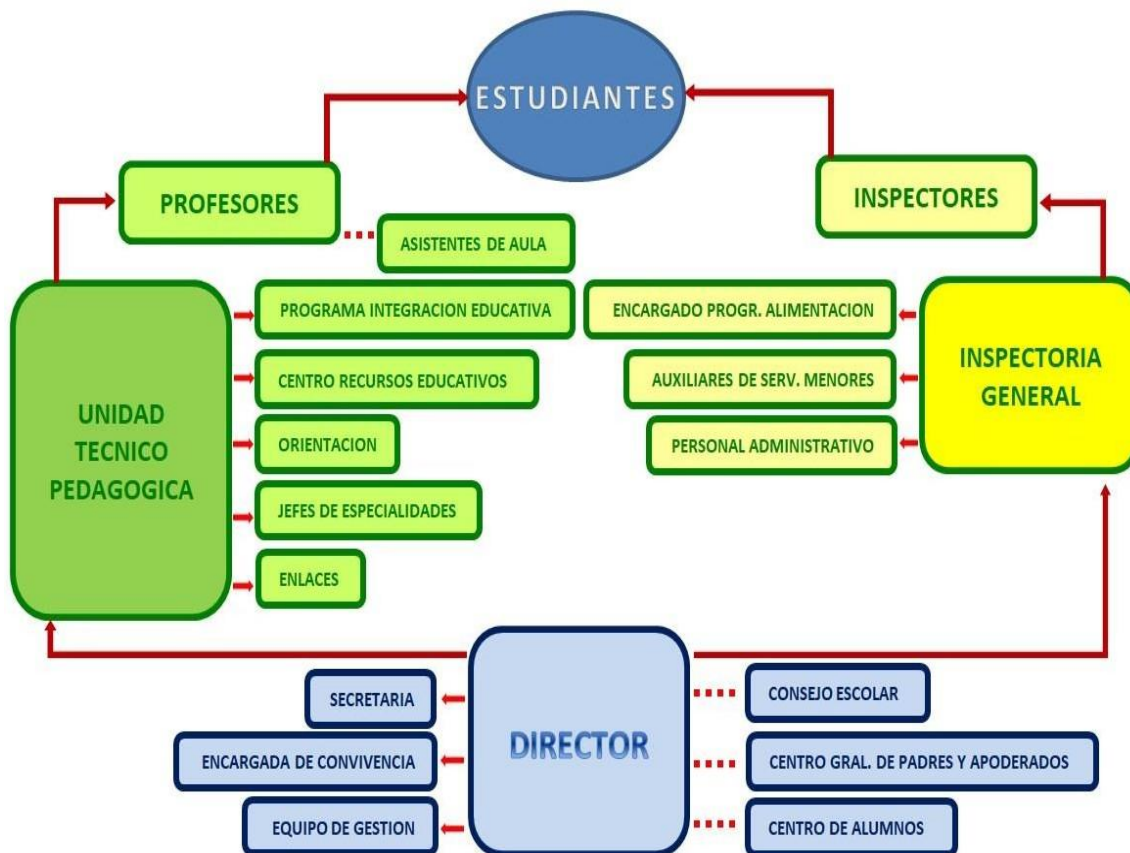 ESTUDIANTES
PROFESORES
INSPECTORES
ASISTENTES DE AULA
PROGRAMA INTEGRACION EDUCATIVA
ENCARGADO PROGR. ALIMENTACION
CENTRO RECURSOS EDUCATIVOS
AUXILIARES DE SERV. MENORES
INSPECTORIA
GENERAL
UNIDAD
TECNICO
PEDAGOGICA
ORIENTACION
PERSONAL ADMINISTRATIVO
JEFES DE ESPECIALIDADES
ENLACES
SECRETARIA
CONSEJO ESCOLAR
DIRECTOR
ENCARGADA DE CONVIVENCIA
CENTRO GRAL. DE PADRES Y APODERADOS
EQUIPO DE GESTION
CENTRO DE ALUMNOS